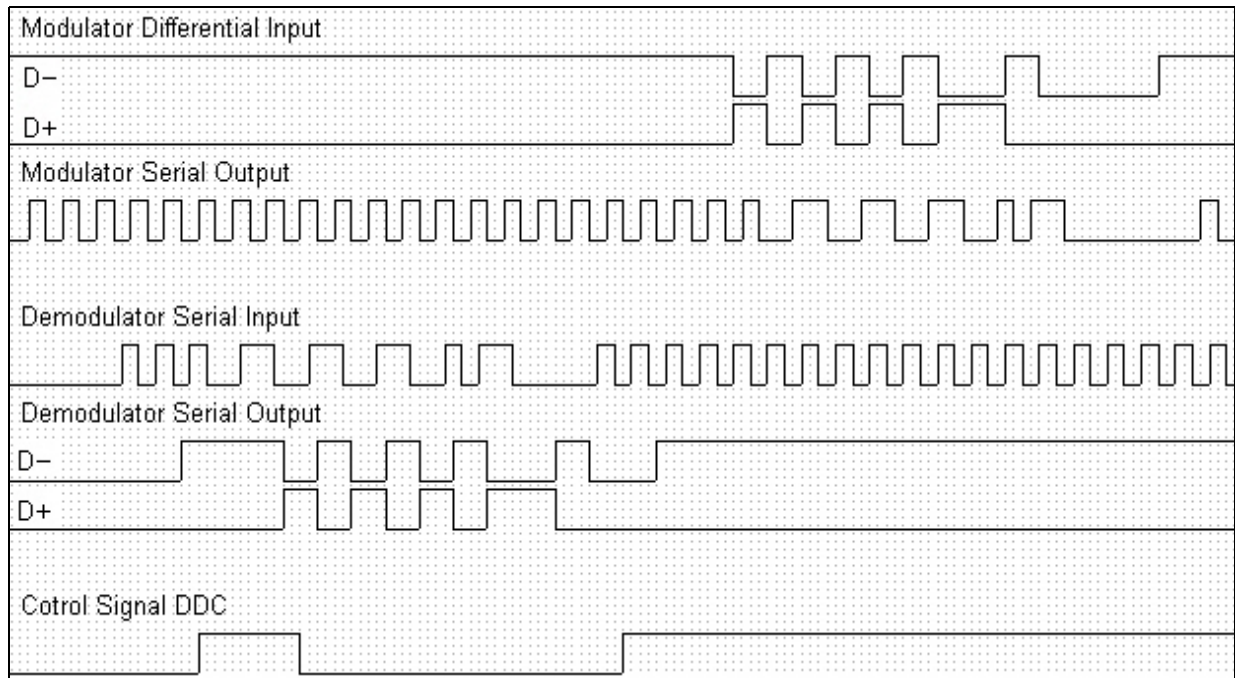 Modulator Differential Input
D−
D+
Modulator Serial Output
Demodulator Serial Input
Demodulator Serial Output
D−
D+
Cotrol Signal DDC